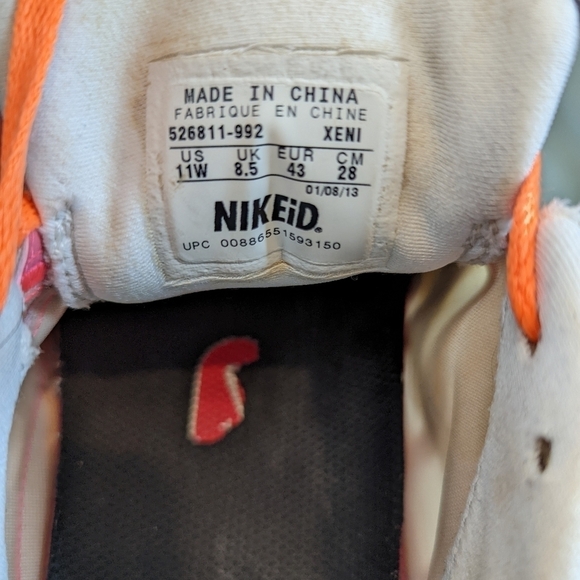 MADE IN CHINA
FABRIQUE EN CHINE
526811-992 XENI
US UK EUR CM
11W 8.5 43 28
01/08/13
NIKEiD.
UPC 00886551593150